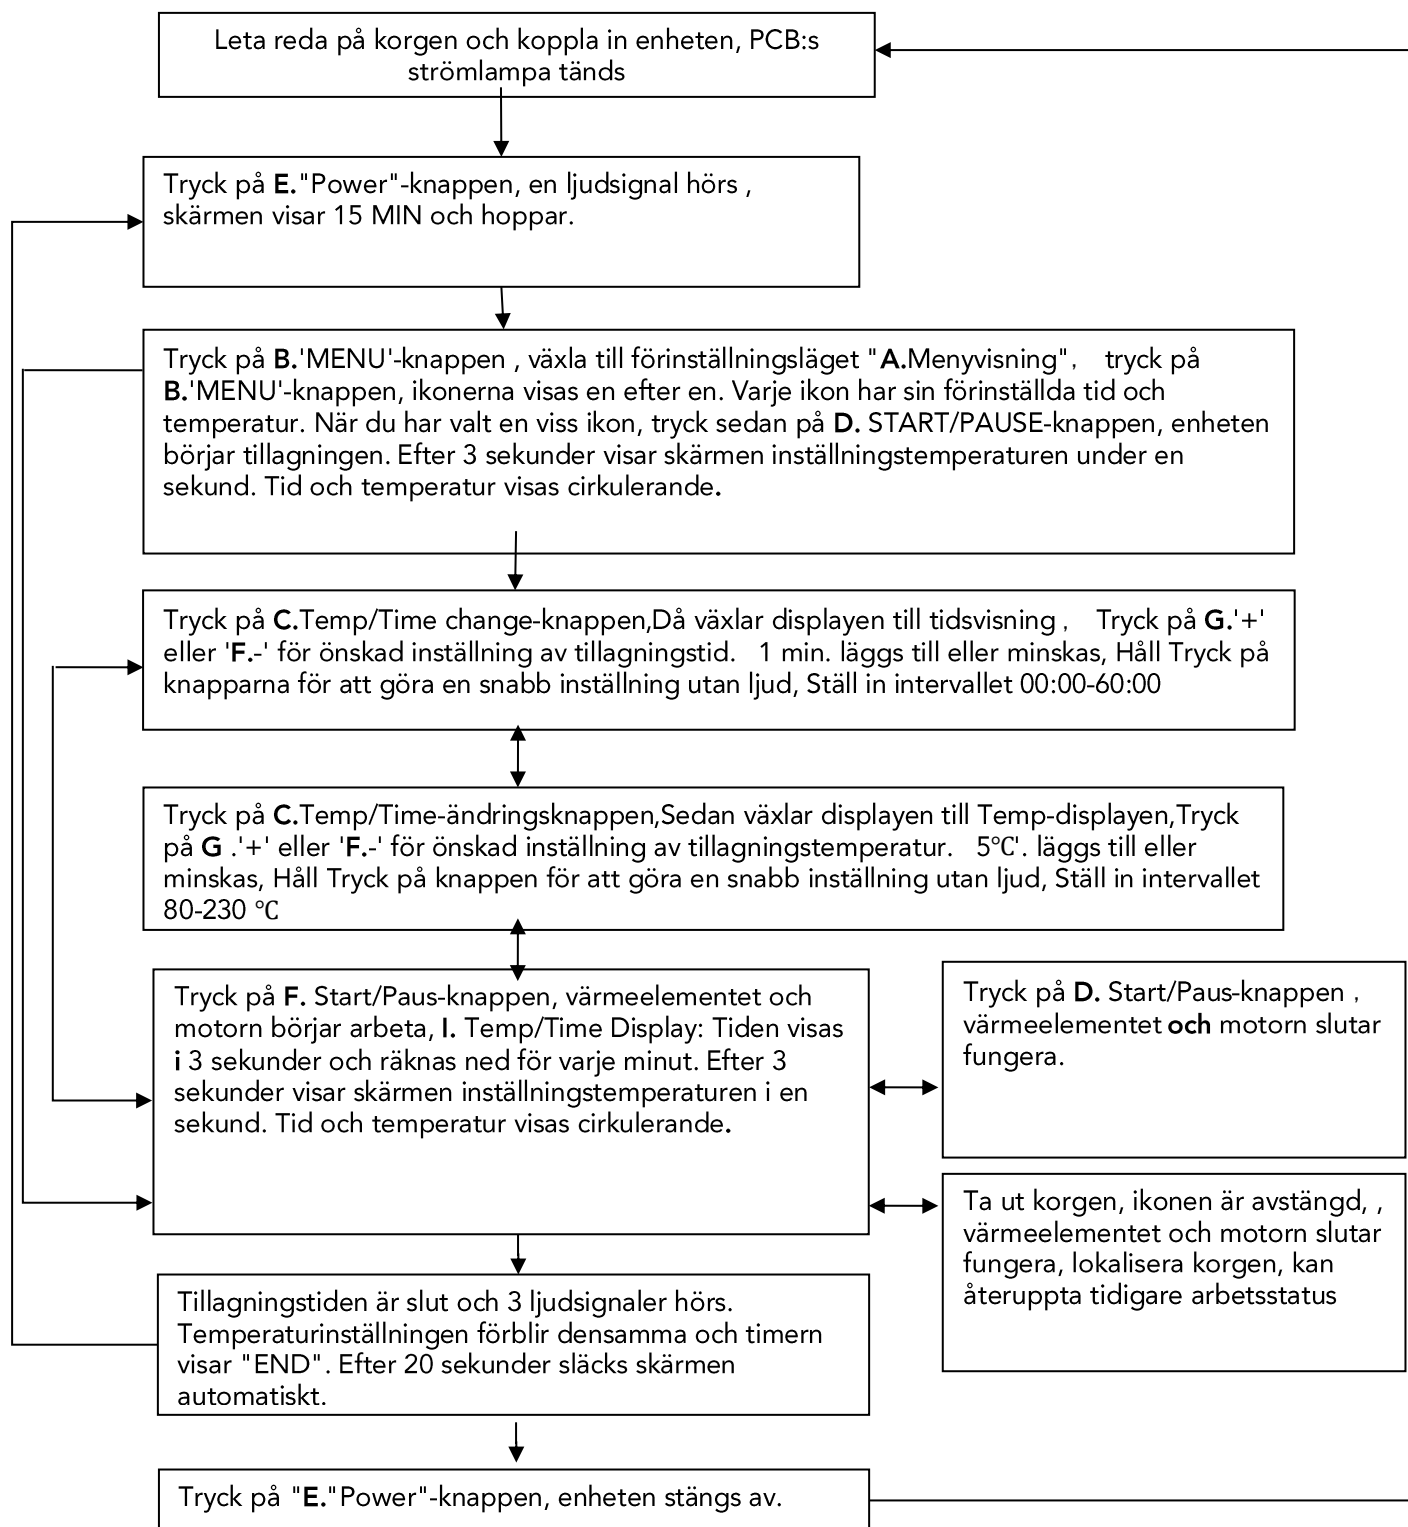 Leta reda på korgen och koppla in enheten, PCB:s
strömlampa tänds
Tryck på E."Power"-knappen, en ljudsignal hörs ,
skärmen visar 15 MIN och hoppar.
Tryck på B.'MENU'-knappen , växla till förinställningsläget "A.Menyvisning", tryck på
B.'MENU'-knappen, ikonerna visas en efter en. Varje ikon har sin förinställda tid och
temperatur. När du har valt en viss ikon, tryck sedan på D. START/PAUSE-knappen, enheten
börjar tillagningen. Efter 3 sekunder visar skärmen inställningstemperaturen under en
sekund. Tid och temperatur visas cirkulerande.
Tryck på C.Temp/Time change-knappen,Då växlar displayen till tidsvisning , Tryck på G.'+'
eller 'F.-' för önskad inställning av tillagningstid. 1 min. läggs till eller minskas, Håll Tryck på
knapparna för att göra en snabb inställning utan ljud, Ställ in intervallet 00:00-60:00
Tryck på C.Temp/Time-ändringsknappen,Sedan växlar displayen till Temp-displayen,Tryck
på G .'+' eller 'F.-' för önskad inställning av tillagningstemperatur. 5℃'. läggs till eller
minskas, Håll Tryck på knappen för att göra en snabb inställning utan ljud, Ställ in intervallet
80-230 ℃
Tryck på F. Start/Paus-knappen, värmeelementet och
motorn börjar arbeta, I. Temp/Time Display: Tiden visas
i 3 sekunder och räknas ned för varje minut. Efter 3
sekunder visar skärmen inställningstemperaturen i en
sekund. Tid och temperatur visas cirkulerande.
Tryck på D. Start/Paus-knappen ,
värmeelementet och motorn slutar
fungera.
Ta ut korgen, ikonen är avstängd, ,
värmeelementet och motorn slutar
fungera, lokalisera korgen, kan
återuppta tidigare arbetsstatus
Tillagningstiden är slut och 3 ljudsignaler hörs.
Temperaturinställningen förblir densamma och timern
visar "END". Efter 20 sekunder släcks skärmen
automatiskt.
Tryck på "E."Power"-knappen, enheten stängs av.